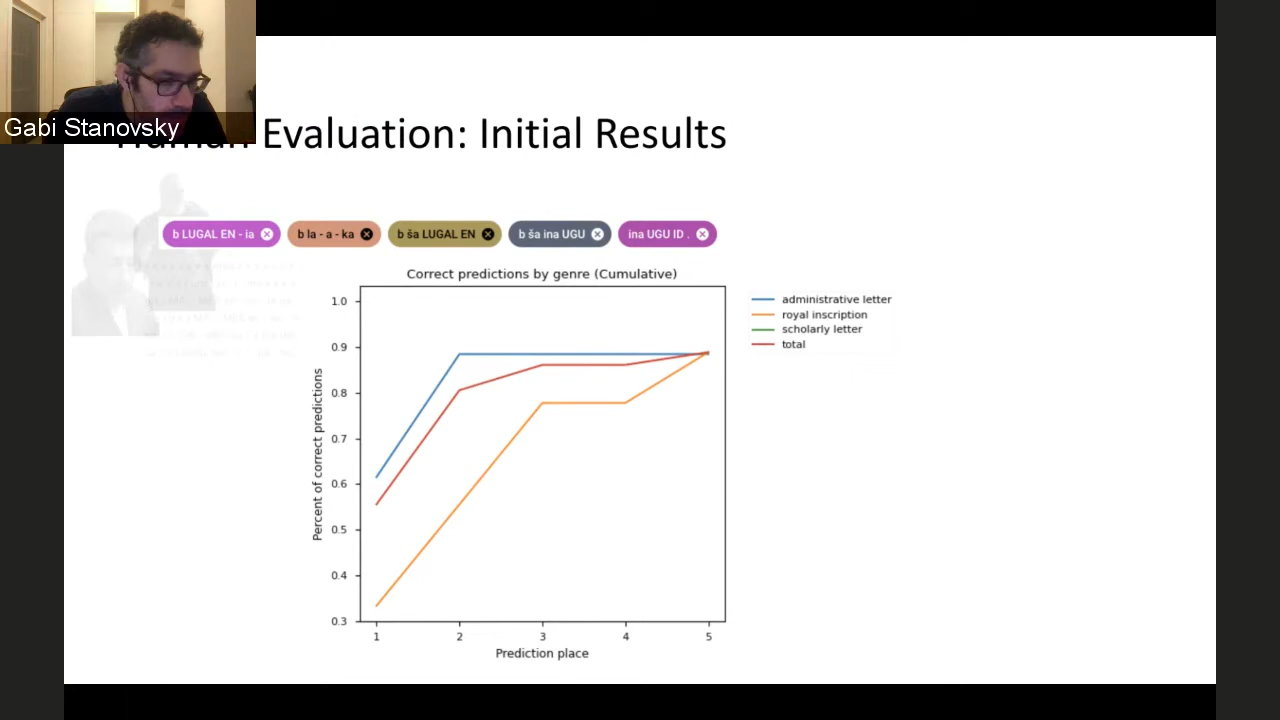 Gabi Stanovsky
Human Evaluation: Initial Results
b LUGAL EN - ia b la - a - ka b ša LUGAL EN b ša ina UGU ina UGU ID .
Correct predictions by genre (Cumulative)
administrative letter
royal inscription
scholarly letter
total
Percent of correct predictions
1.0
0.9
0.8
0.7
0.6
0.5
0.4
0.3
1 2 3 4 5
Prediction place